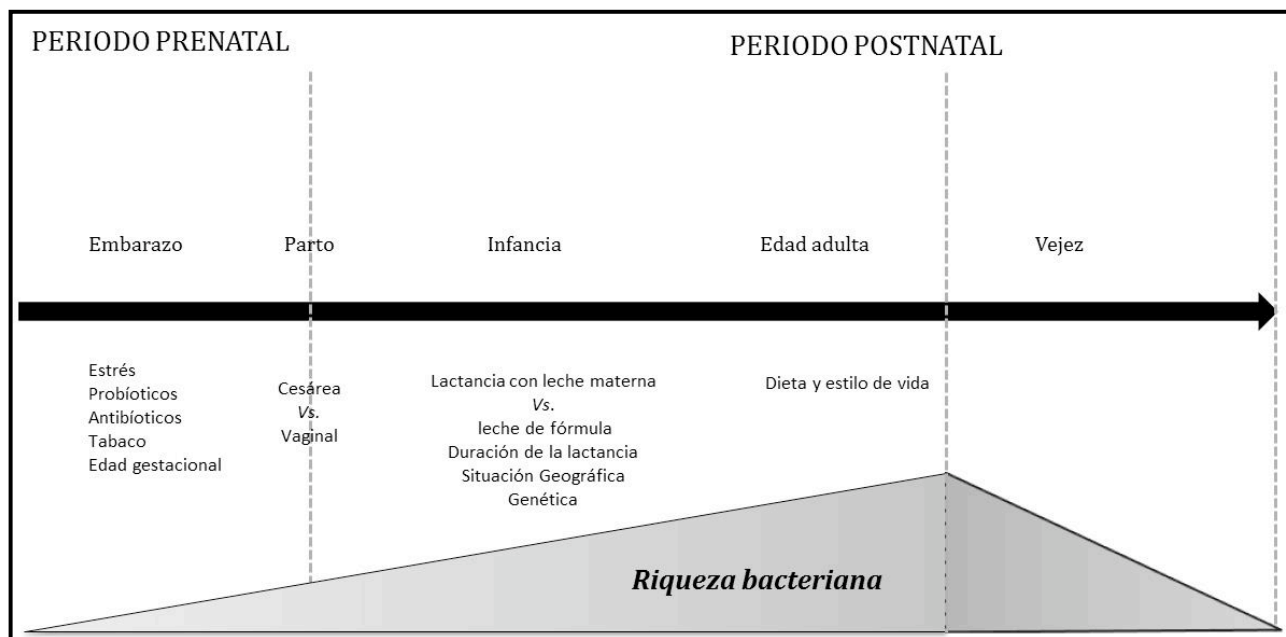 PERIODO PRENATAL
PERIODO POSTNATAL
Embarazo
Parto
Infancia
Edad adulta
Vejez
Estrés
Probíoticos
Antibíoticos
Tabaco
Edad gestacional
Cesárea
Vs.
Vaginal
Lactancia con leche materna
Vs.
leche de fórmula
Duración de la lactancia
Situación Geográfica
Genética
Dieta y estilo de vida
Riqueza bacteriana